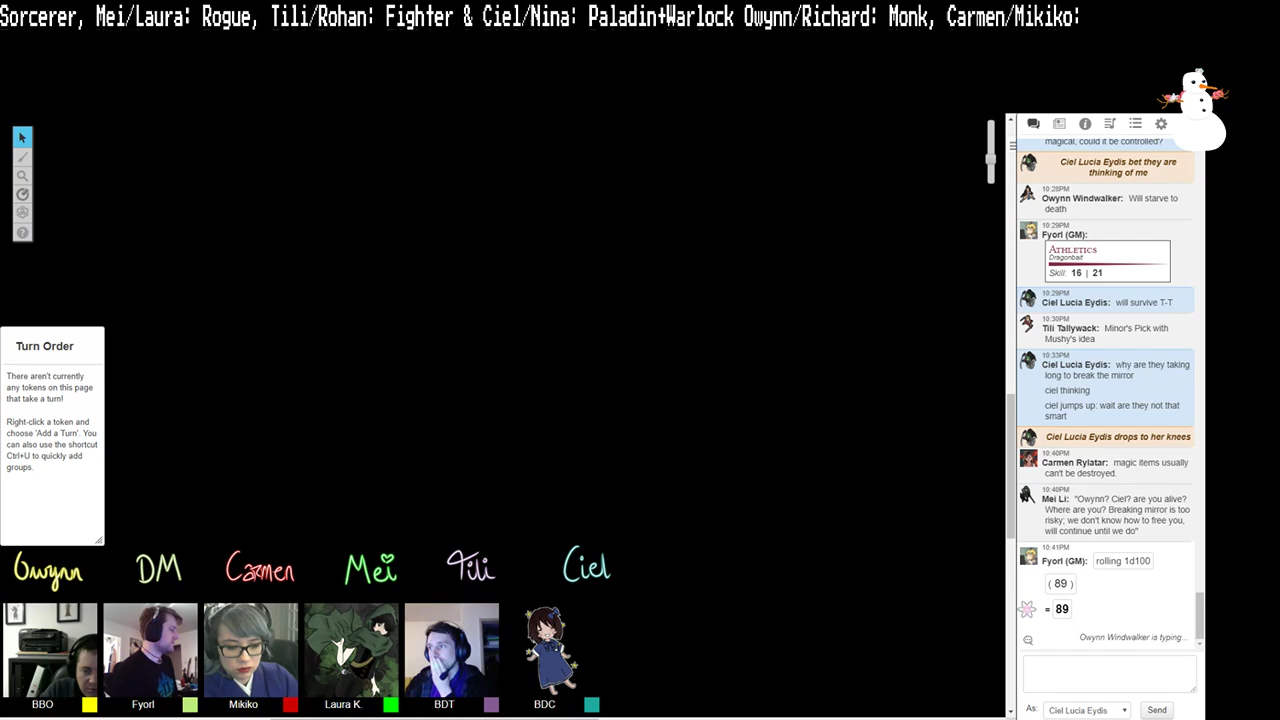 Sorcerer, Mei/Laura: Rogue, Tili/Rohan: Fighter & Ciel/Nina: Paladin+Warlock Owynn/Richard: Monk, Carmen/Mikiko:
magical, could it be controlled?
Ciel Lucia Eydis bet they are
thinking of me
10:28PM
Owynn Windwalker: Will starve to
death
10:29PM
Fyorl (GM):
ATHLETICS
Dragonbait
Skill: 16 | 21
10:29PM
Ciel Lucia Eydis: will survive T-T
10:30PM
Tili Tallywack: Minor's Pick with
Mushy's idea
10:33PM
Ciel Lucia Eydis: why are they taking
long to break the mirror
ciel thinking
ciel jumps up: wait are they not that
smart
Ciel Lucia Eydis drops to her knees
10:40PM
Carmen Rylatar: magic items usually
can't be destroyed.
10:40PM
Mei Li: "Owynn? Ciel? are you alive?
Where are you? Breaking mirror is too
risky; we don't know how to free you,
will continue until we do"
10:41PM
Fyorl (GM): rolling 1d100
( 89 )
= 89
Owynn Windwalker is typing...
As: Ciel Lucia Eydis Send
Turn Order
There aren't currently
any tokens on this page
that take a turn!
Right-click a token and
choose 'Add a Turn'. You
can also use the shortcut
Ctrl+U to quickly add
groups.
Owynn DM Carmen Mei Tili Ciel
BBO Fyorl Mikiko Laura K. BDT BDC